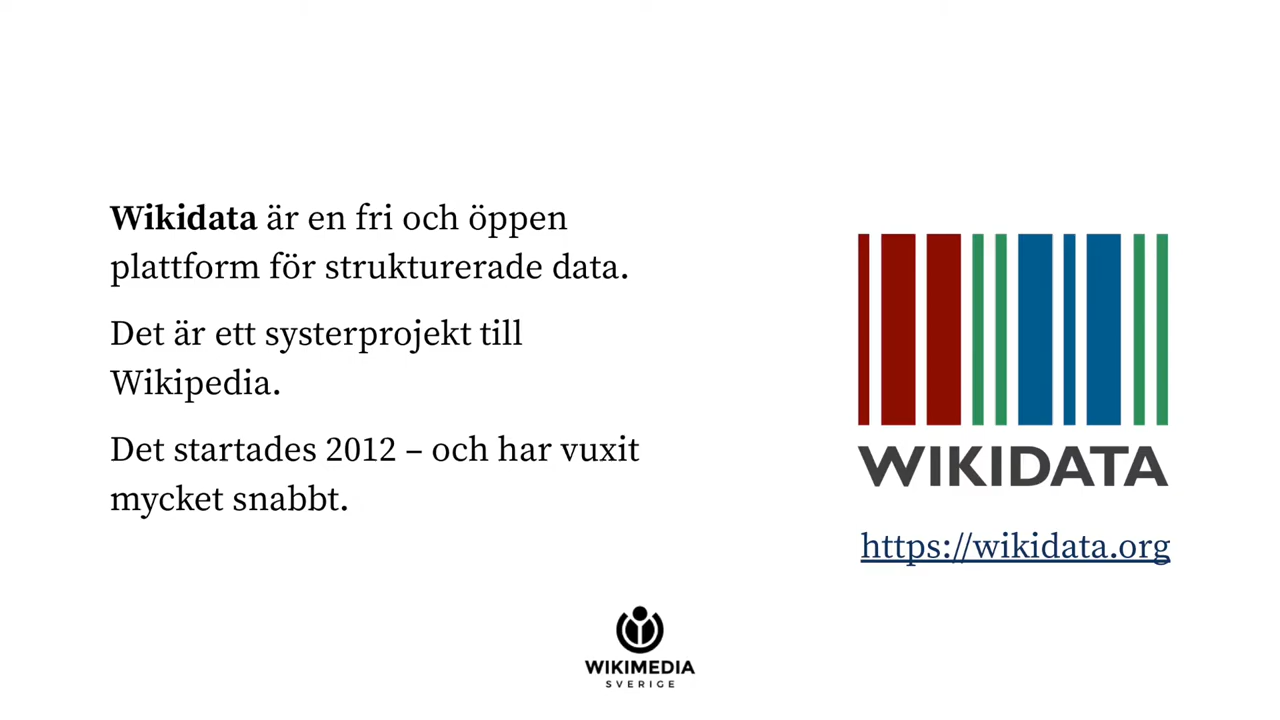 Wikidata är en fri och öppen
plattform för strukturerade data.
Det är ett systerprojekt till
Wikipedia.
Det startades 2012 – och har vuxit
mycket snabbt.
WIKIDATA
https://wikidata.org
WIKIMEDIA
SVERIGE